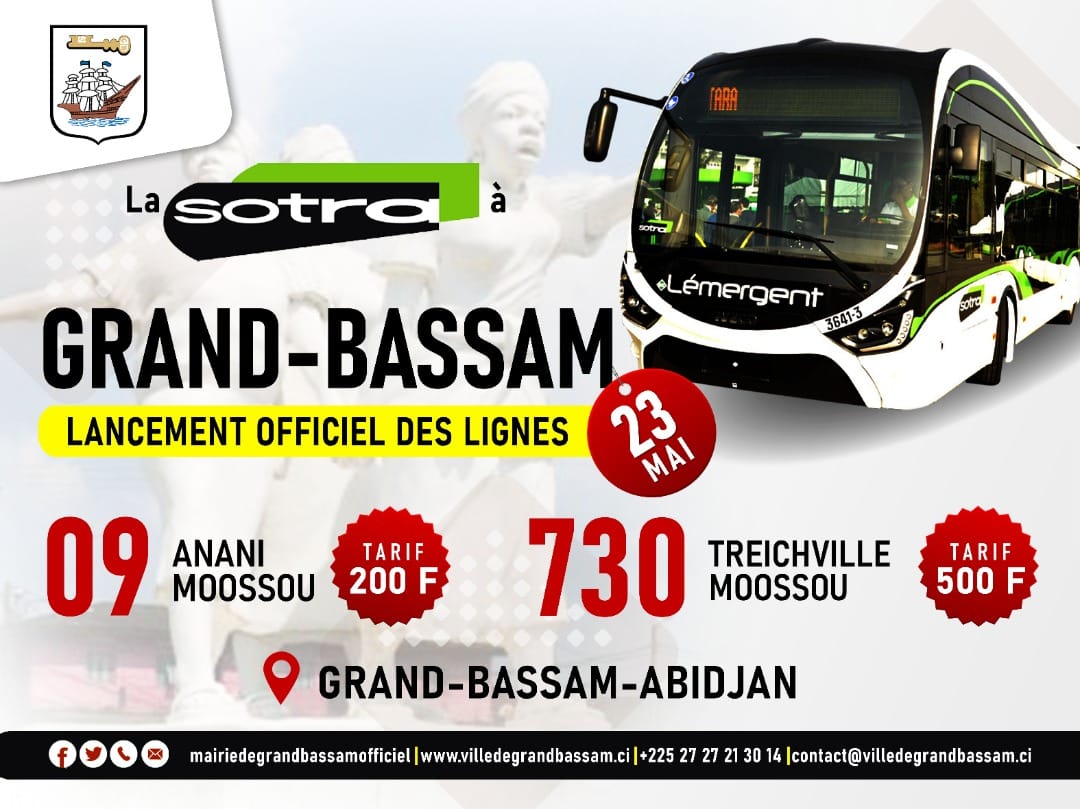 La sotra à
GRAND-BASSAM
LANCEMENT OFFICIEL DES LIGNES
23
MAI
09
ANANI
MOOSSOU
TARIF
200 F
730
TREICHVILLE
MOOSSOU
TARIF
500 F
GRAND-BASSAM-ABIDJAN
mairiedegrandbassamofficiel|www.villedegrandbassam.ci|+225 27 27 21 30 14|contact@villedegrandbassam.ci
TARA
sotra
Lémergent
3641-3
sotra